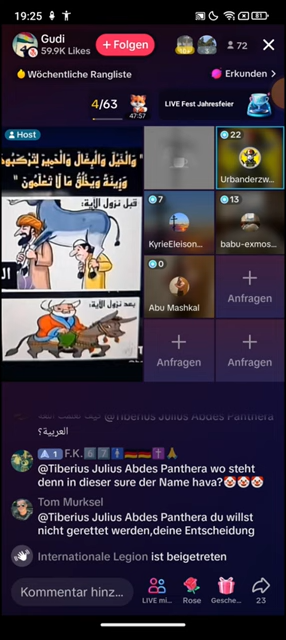 19:25
81
Gudi
59.9K Likes
+ Folgen
72
Wöchentliche Rangliste
Erkunden >
4/63
47:57
LIVE Fest Jahresfeier
Host
"وَالْخَيْلَ وَالْبِغَالَ وَالْحَمِيرَ لِتَرْكَبُوهَا
وَزِينَةً وَيَخْلُقُ مَا لَا تَعْلَمُونَ"
قبل نزول الآية:
بعد نزول الآية:
22
Urbanderzw...
7
KyrieEleison...
13
babu-exmos...
0
Abu Mashkal
Anfragen
Anfragen
Anfragen
@Tiberius Julius Abdes Panthera
العربية؟
1 F.K. 6 7
@Tiberius Julius Abdes Panthera wo steht
denn in dieser sure der Name hava?🤡🤡🤡
Tom Murksel
@Tiberius Julius Abdes Panthera du willst
nicht gerettet werden,deine Entscheidung
Internationale Legion ist beigetreten
Kommentar hinz...
LIVE mi...
Rose
Gesche...
23